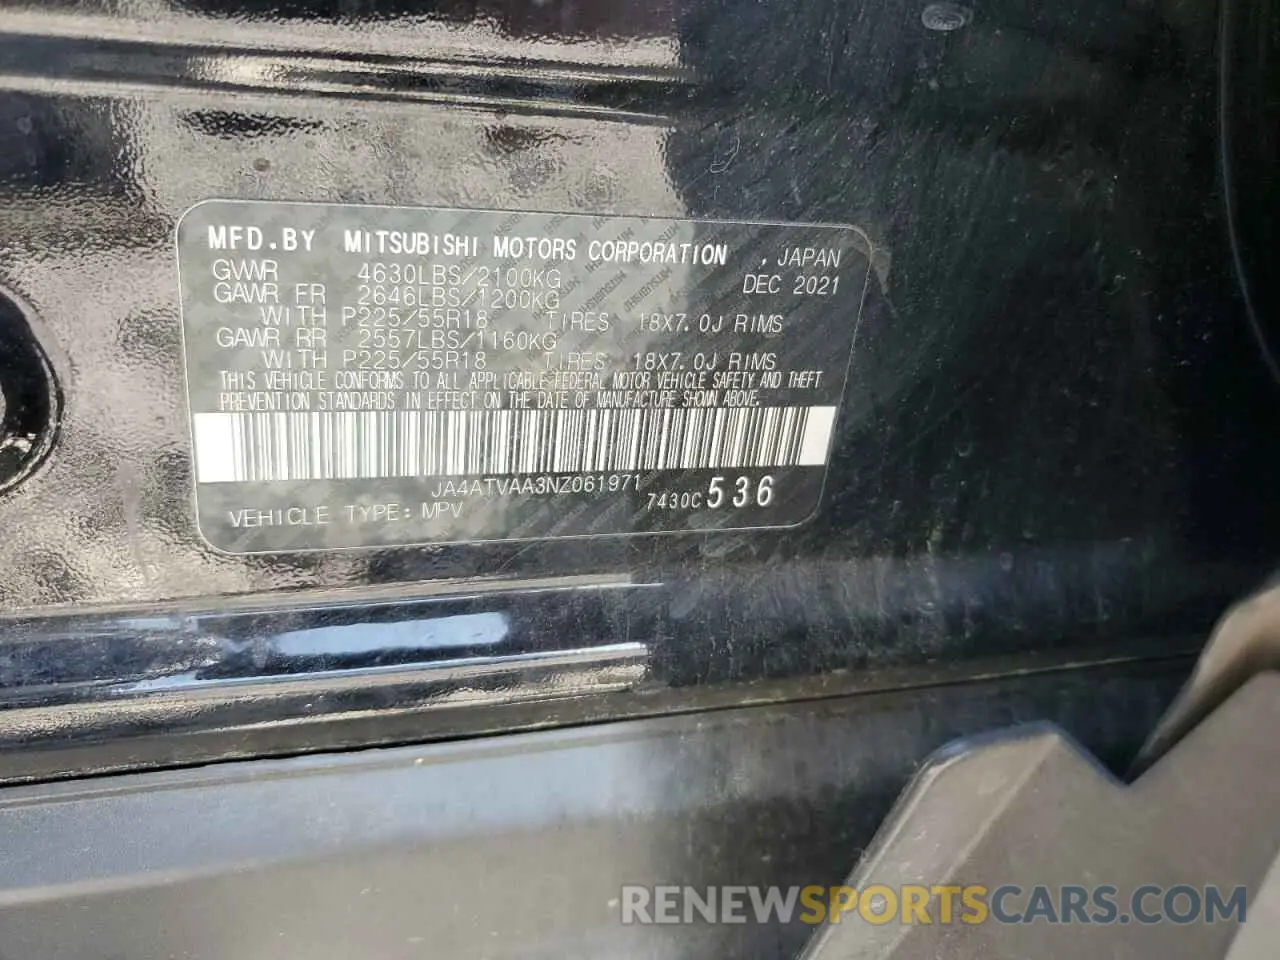 MFD.BY MITSUBISHI MOTORS CORPORATION , JAPAN
GVWR 4630LBS/2100KG DEC 2021
GAWR FR 2646LBS/1200KG
WITH P225/55R18 TIRES 18X7.0J RIMS
GAWR RR 2557LBS/1160KG
WITH P225/55R18 TIRES 18X7.0J RIMS
THIS VEHICLE CONFORMS TO ALL APPLICABLE FEDERAL MOTOR VEHICLE SAFETY AND THEFT
PREVENTION STANDARDS IN EFFECT ON THE DATE OF MANUFACTURE SHOWN ABOVE.
JA4ATVAA3NZ061971
7430C 536
VEHICLE TYPE: MPV
RENEWSPORTSCARS.COM